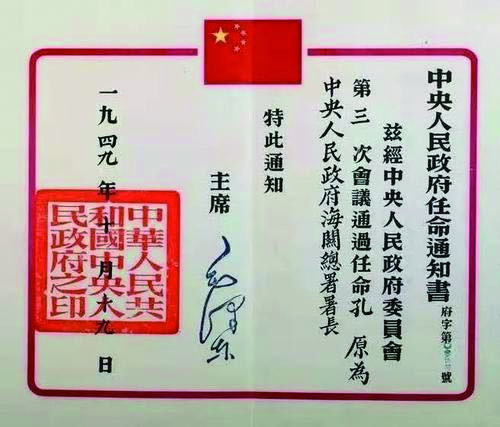 中央人民政府任命通知書
府字第 號
茲經中央人民政府委員會
第三次會議通過任命孔 原為
中央人民政府海關總署署長
特此通知
主席
毛澤東
一九四九年十月十九日
中華人民共
和國中央人
民政府之印